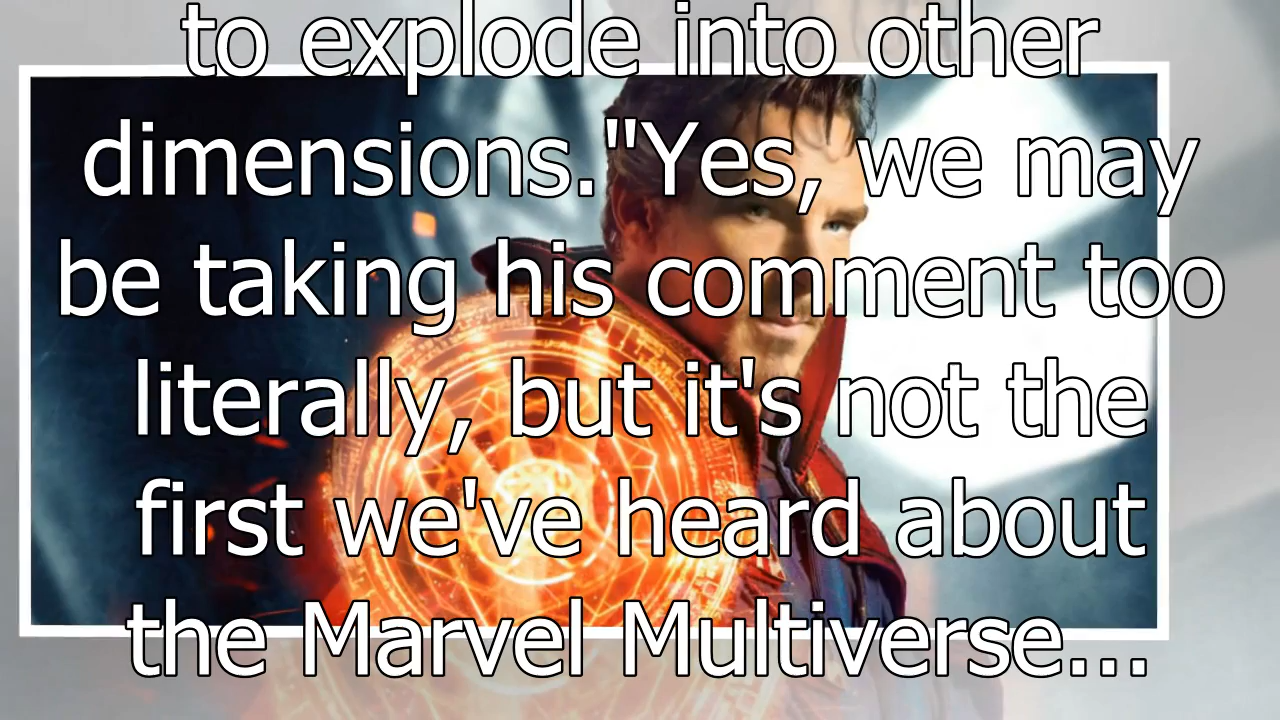 to explode into other
dimensions."Yes, we may
be taking his comment too
literally, but it's not the
first we've heard about
the Marvel Multiverse...